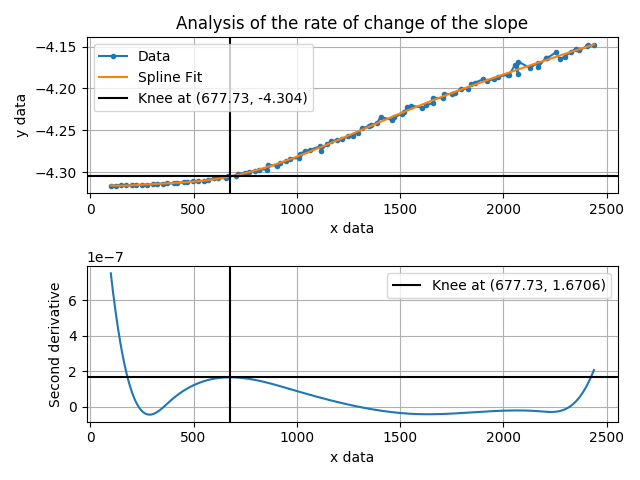 Analysis of the rate of change of the slope
Data
Spline Fit
Knee at (677.73, -4.304)
y data
−4.15
−4.20
−4.25
−4.30
0
500
1000
1500
2000
2500
x data
1e−7
Knee at (677.73, 1.6706)
Second derivative
6
4
2
0
0
500
1000
1500
2000
2500
x data